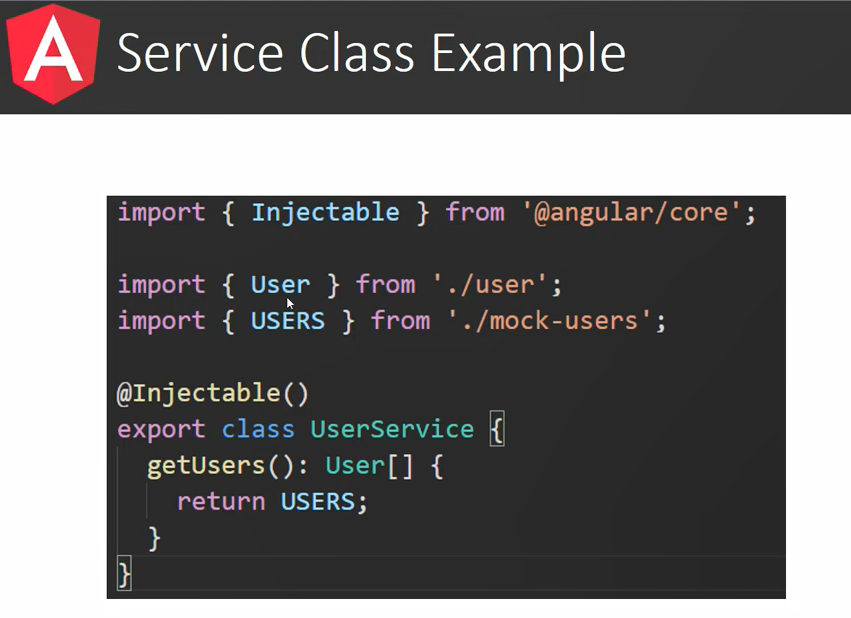 Service Class Example
import { Injectable } from '@angular/core';
import { User } from './user';
import { USERS } from './mock-users';
@Injectable()
export class UserService {
getUsers(): User[] {
return USERS;
}
}